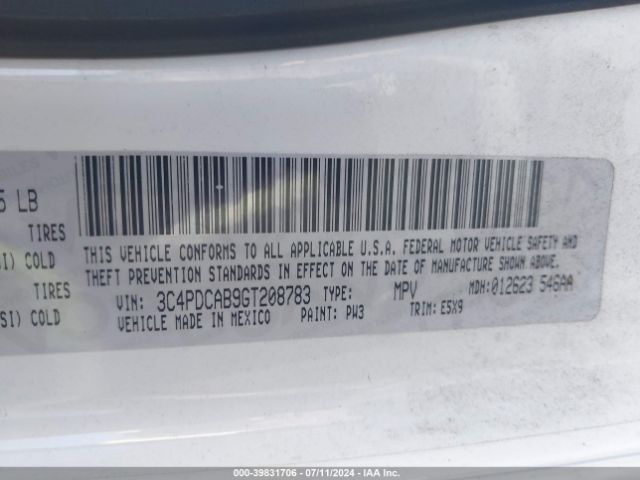 5 LB
TIRES
SI) COLD
TIRES
SI) COLD
THIS VEHICLE CONFORMS TO ALL APPLICABLE U.S.A. FEDERAL MOTOR VEHICLE SAFETY AND
THEFT PREVENTION STANDARDS IN EFFECT ON THE DATE OF MANUFACTURE SHOWN ABOVE.
VIN: 3C4PDCAB9GT208783 TYPE: MPV MDH: 012623 546AA
VEHICLE MADE IN MEXICO PAINT: PW3 TRIM: E5X9
000-39831706 - 07/11/2024 - IAA Inc.